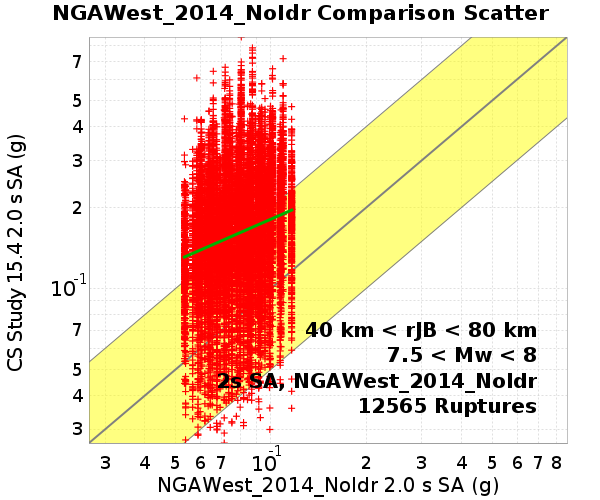 NGAWest_2014_NoIdr Comparison Scatter
CS Study 15.4 2.0 s SA (g)
7
5
4
3
2
10-1
7
5
4
3
40 km < rJB < 80 km
7.5 < Mw < 8
2s SA, NGAWest_2014_NoIdr
12565 Ruptures
3 4 5 6 7 10-1 2 3 4 5 6 7 8
NGAWest_2014_NoIdr 2.0 s SA (g)